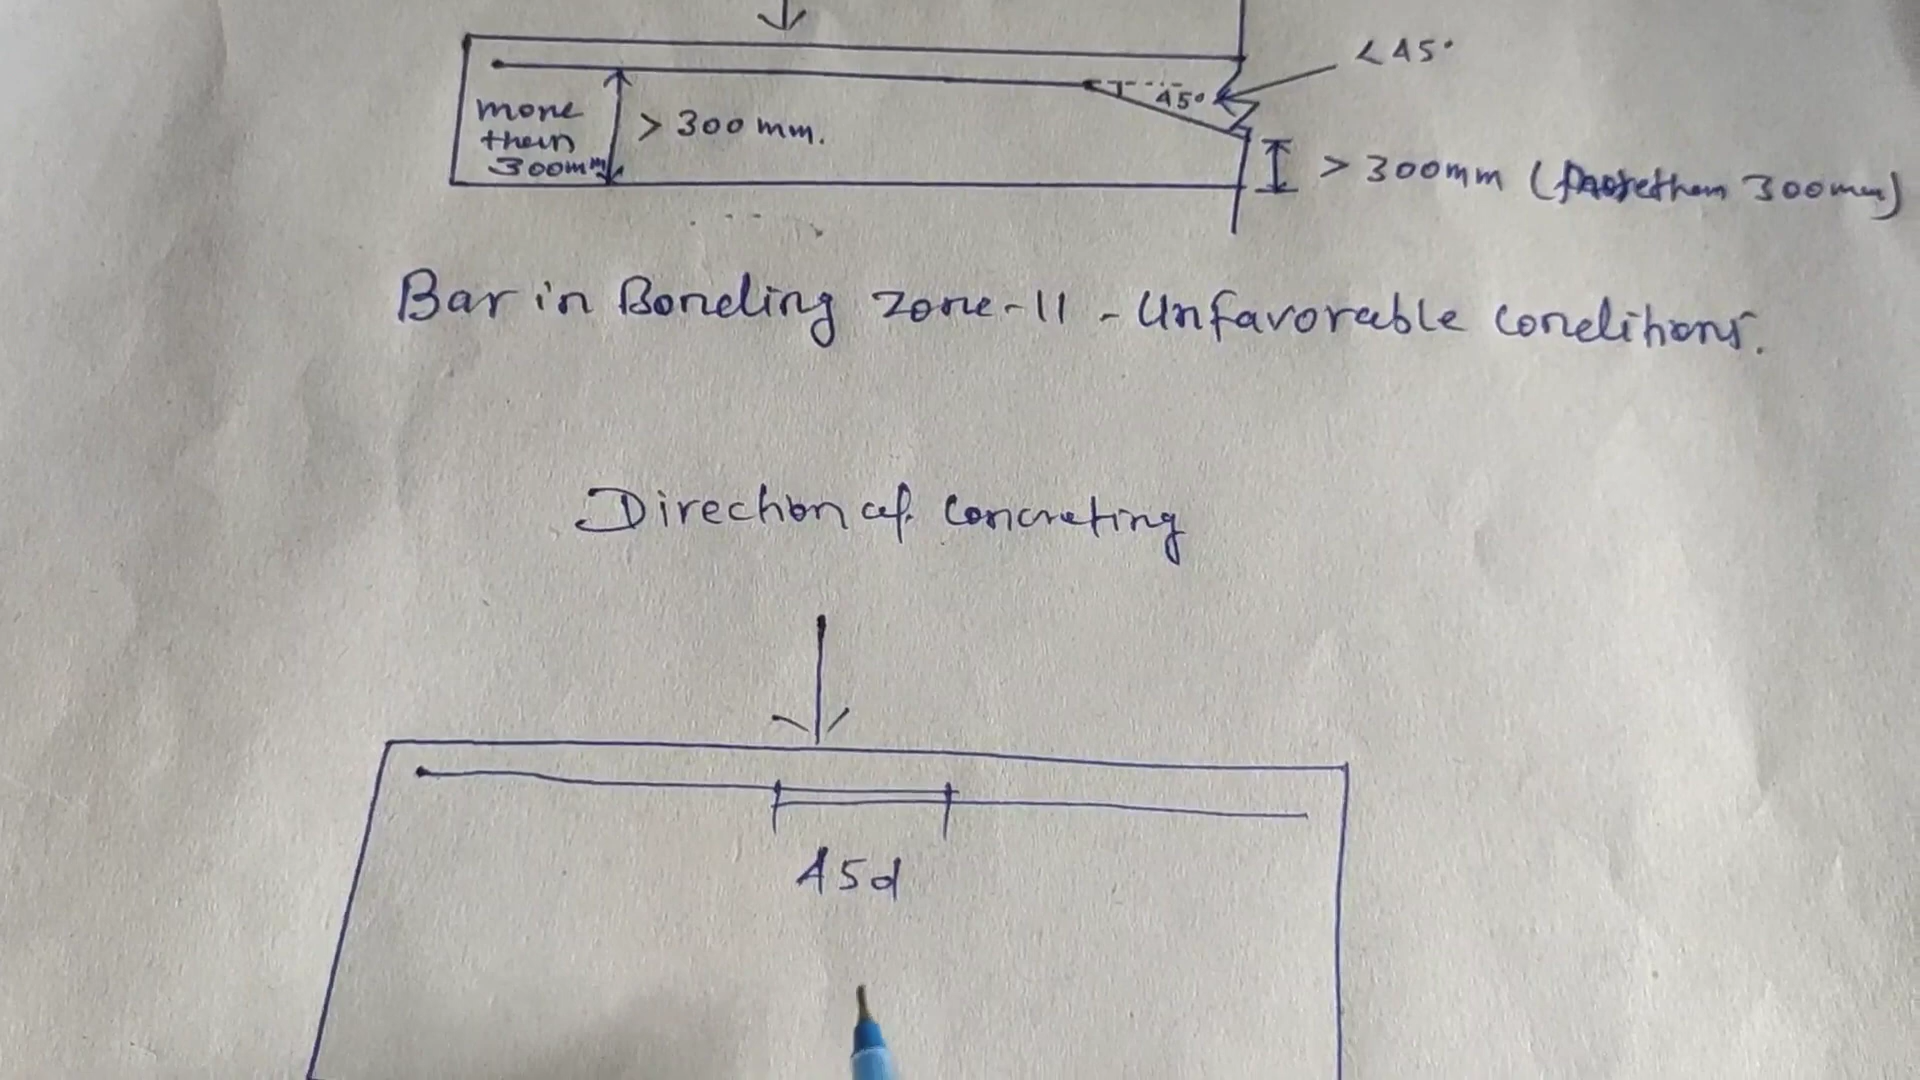 <45°
45°
more
than
300mm
> 300 mm.
> 300mm (more than 300mm)
Bar in Bonding zone-II - Unfavorable conditions.
Direction of concreting
45d